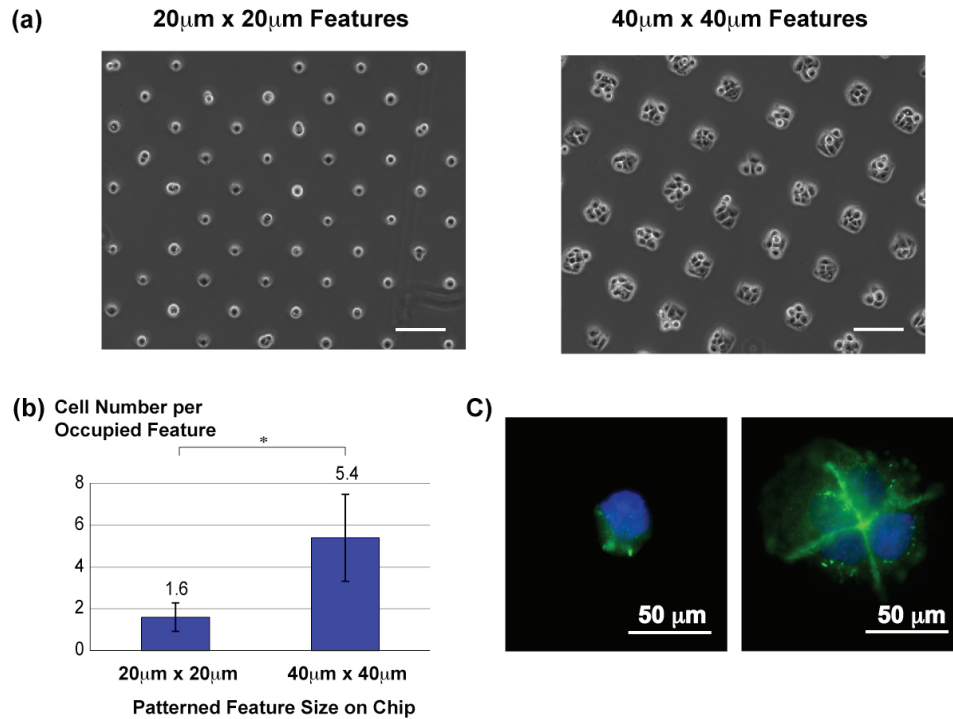 (a)
20μm x 20μm Features
40μm x 40μm Features
(b)
Cell Number per
Occupied Feature
*
5.4
1.6
8
6
4
2
0
20μm x 20μm
40μm x 40μm
Patterned Feature Size on Chip
C)
50 μm
50 μm